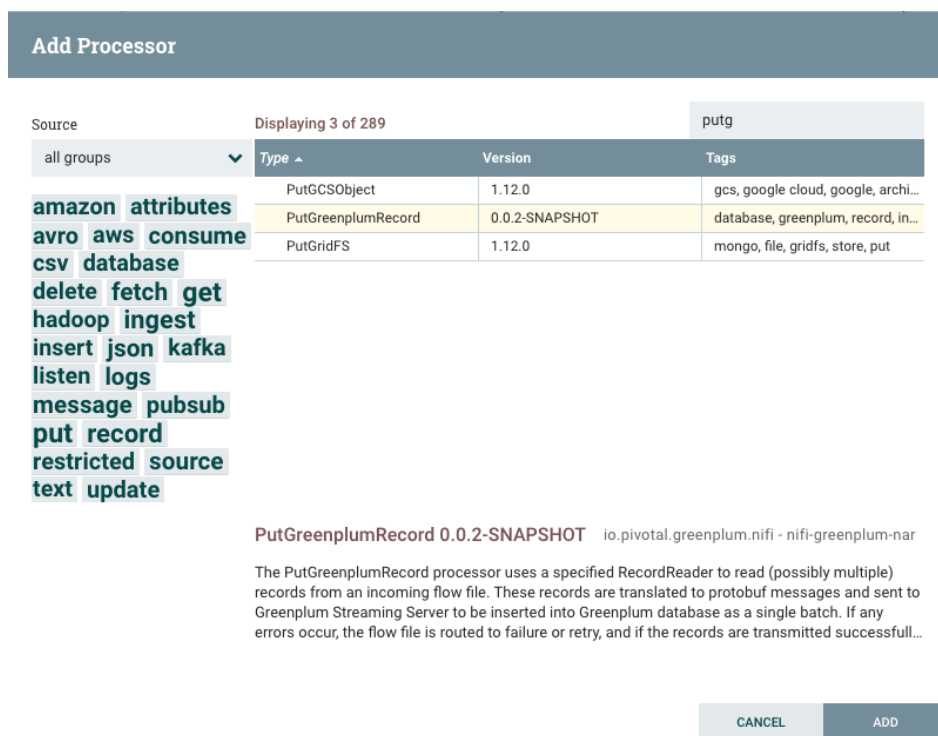 Add Processor
Source
Displaying 3 of 289
putg
all groups
Type Version Tags
PutGCSObject 1.12.0 gcs, google cloud, google, archi...
PutGreenplumRecord 0.0.2-SNAPSHOT database, greenplum, record, in...
PutGridFS 1.12.0 mongo, file, gridfs, store, put
amazon attributes
avro aws consume
csv database
delete fetch get
hadoop ingest
insert json kafka
listen logs
message pubsub
put record
restricted source
text update
PutGreenplumRecord 0.0.2-SNAPSHOT io.pivotal.greenplum.nifi - nifi-greenplum-nar
The PutGreenplumRecord processor uses a specified RecordReader to read (possibly multiple)
records from an incoming flow file. These records are translated to protobuf messages and sent to
Greenplum Streaming Server to be inserted into Greenplum database as a single batch. If any
errors occur, the flow file is routed to failure or retry, and if the records are transmitted successfull...
CANCEL ADD